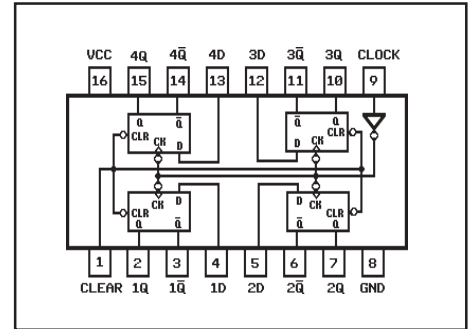 VCC 4Q 4Q̅ 4D 3D 3Q̅ 3Q CLOCK
16 15 14 13 12 11 10 9
Q Q̅ Q̅ Q
CLR CK D D CK CLR
CLR CK D D CK CLR
Q Q̅ Q̅ Q
1 2 3 4 5 6 7 8
CLEAR 1Q 1Q̅ 1D 2D 2Q̅ 2Q GND